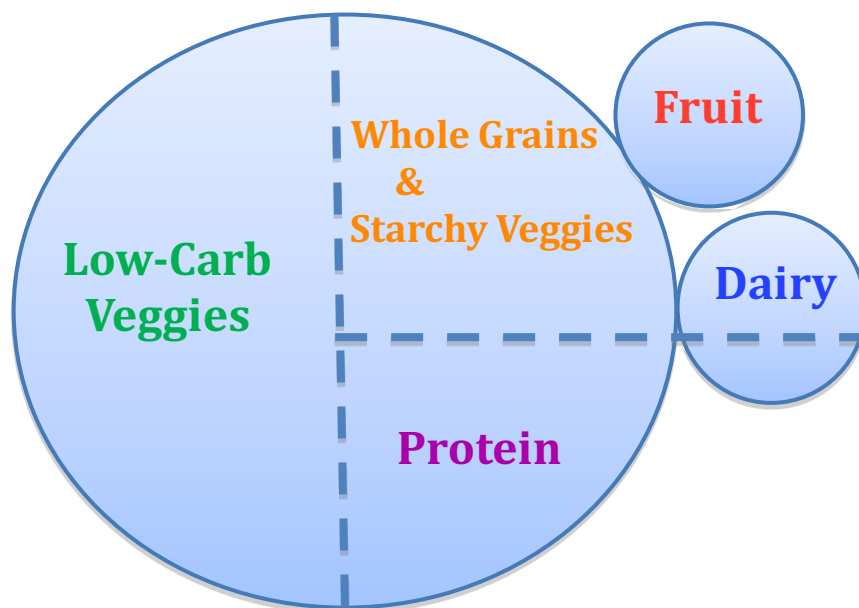 Low-Carb
Veggies
Whole Grains
&
Starchy Veggies
Protein
Fruit
Dairy